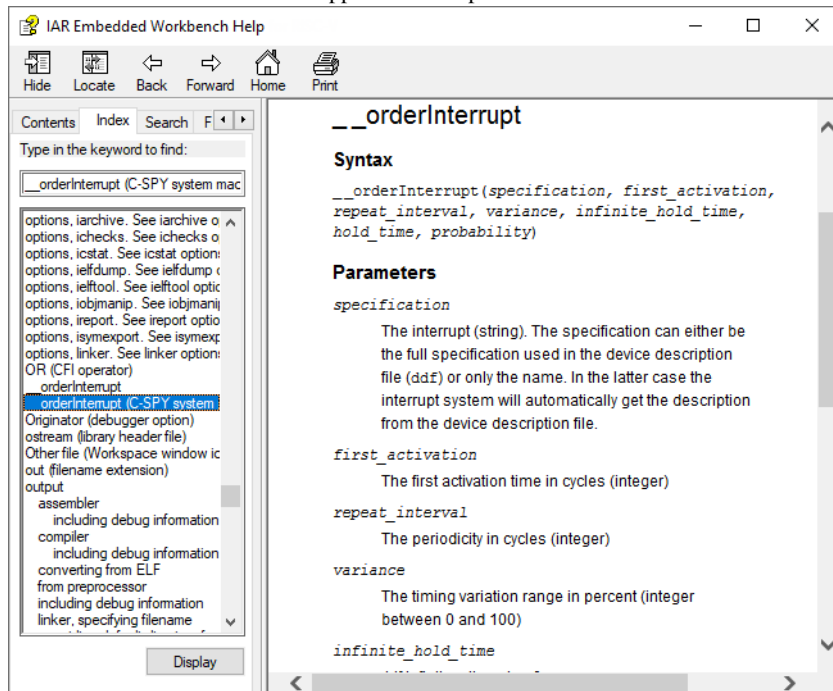 IAR Embedded Workbench Help
Hide Locate Back Forward Home Print
Contents Index Search F
Type in the keyword to find:
__orderInterrupt (C-SPY system mac
options, iarchive. See iarchive o
options, ichecks. See ichecks o
options, icstat. See icstat option
options, ielfdump. See ielfdump
options, ielftool. See ielftool optic
options, iobjmanip. See iobjmani
options, ireport. See ireport optio
options, isymexport. See isymexp
options, linker. See linker option
OR (CFI operator)
__orderInterrupt
__orderInterrupt (C-SPY system
Originator (debugger option)
ostream (library header file)
Other file (Workspace window ic
out (filename extension)
output
assembler
including debug information
compiler
including debug information
converting from ELF
from preprocessor
including debug information
linker, specifying filename
Display
__orderInterrupt
Syntax
__orderInterrupt(specification, first_activation,
repeat_interval, variance, infinite_hold_time,
hold_time, probability)
Parameters
specification
The interrupt (string). The specification can either be
the full specification used in the device description
file (ddf) or only the name. In the latter case the
interrupt system will automatically get the description
from the device description file.
first_activation
The first activation time in cycles (integer)
repeat_interval
The periodicity in cycles (integer)
variance
The timing variation range in percent (integer
between 0 and 100)
infinite_hold_time